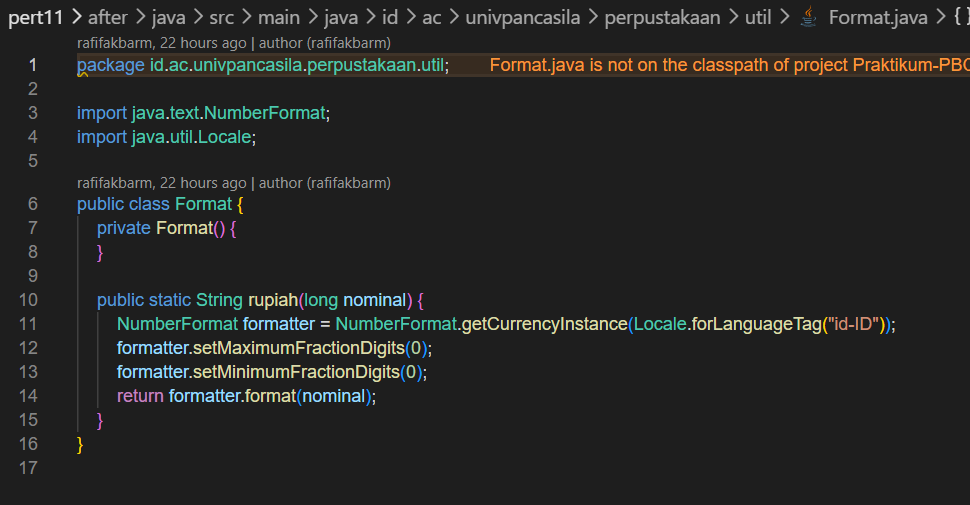 pert11 > after > java > src > main > java > id > ac > univpancasila > perpustakaan > util > Format.java > {}
rafifakbarm, 22 hours ago | author (rafifakbarm)
1 package id.ac.univpancasila.perpustakaan.util; Format.java is not on the classpath of project Praktikum-PBO
2
3 import java.text.NumberFormat;
4 import java.util.Locale;
5
rafifakbarm, 22 hours ago | author (rafifakbarm)
6 public class Format {
7 private Format() {
8 }
9
10 public static String rupiah(long nominal) {
11 NumberFormat formatter = NumberFormat.getCurrencyInstance(Locale.forLanguageTag("id-ID"));
12 formatter.setMaximumFractionDigits(0);
13 formatter.setMinimumFractionDigits(0);
14 return formatter.format(nominal);
15 }
16 }
17